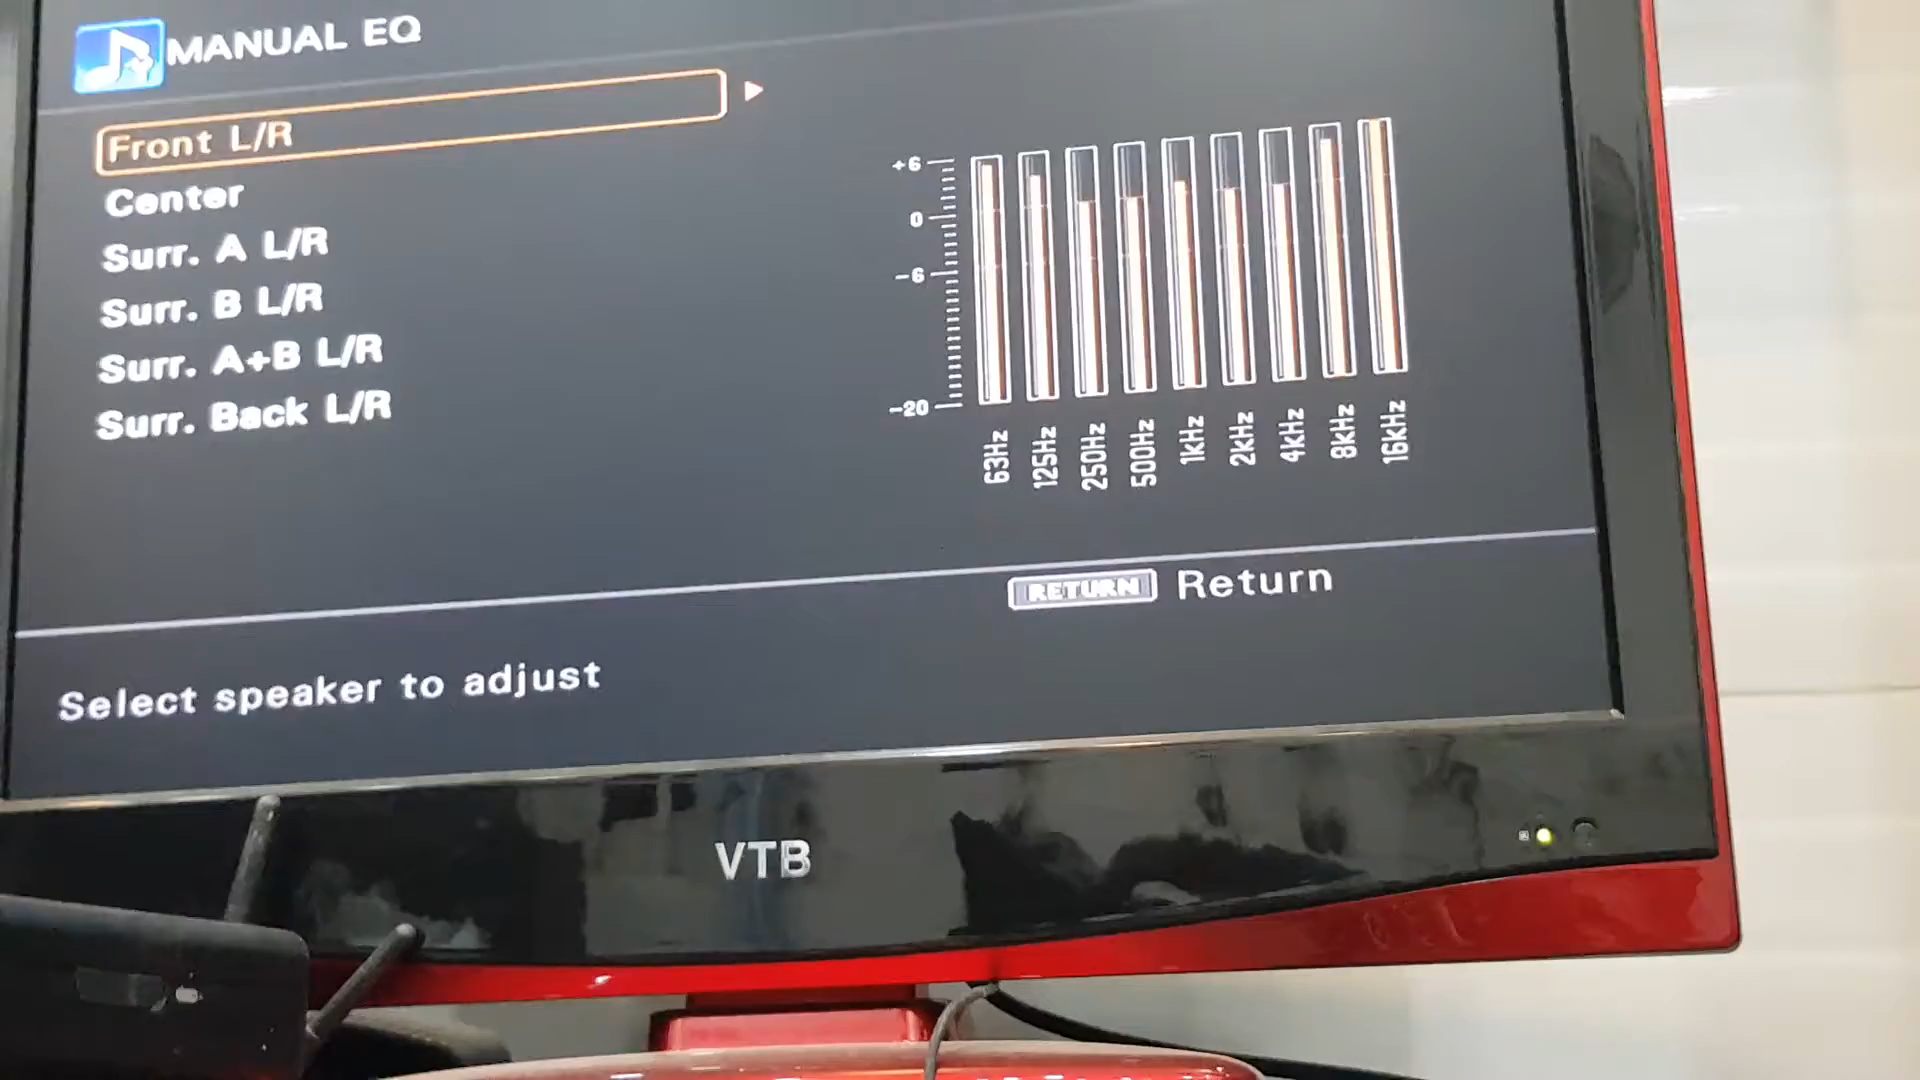 MANUAL EQ
Front L/R
Center
Surr. A L/R
Surr. B L/R
Surr. A+B L/R
Surr. Back L/R
+6
0
-6
-20
63Hz 125Hz 250Hz 500Hz 1kHz 2kHz 4kHz 8kHz 16kHz
RETURN Return
Select speaker to adjust
VTB